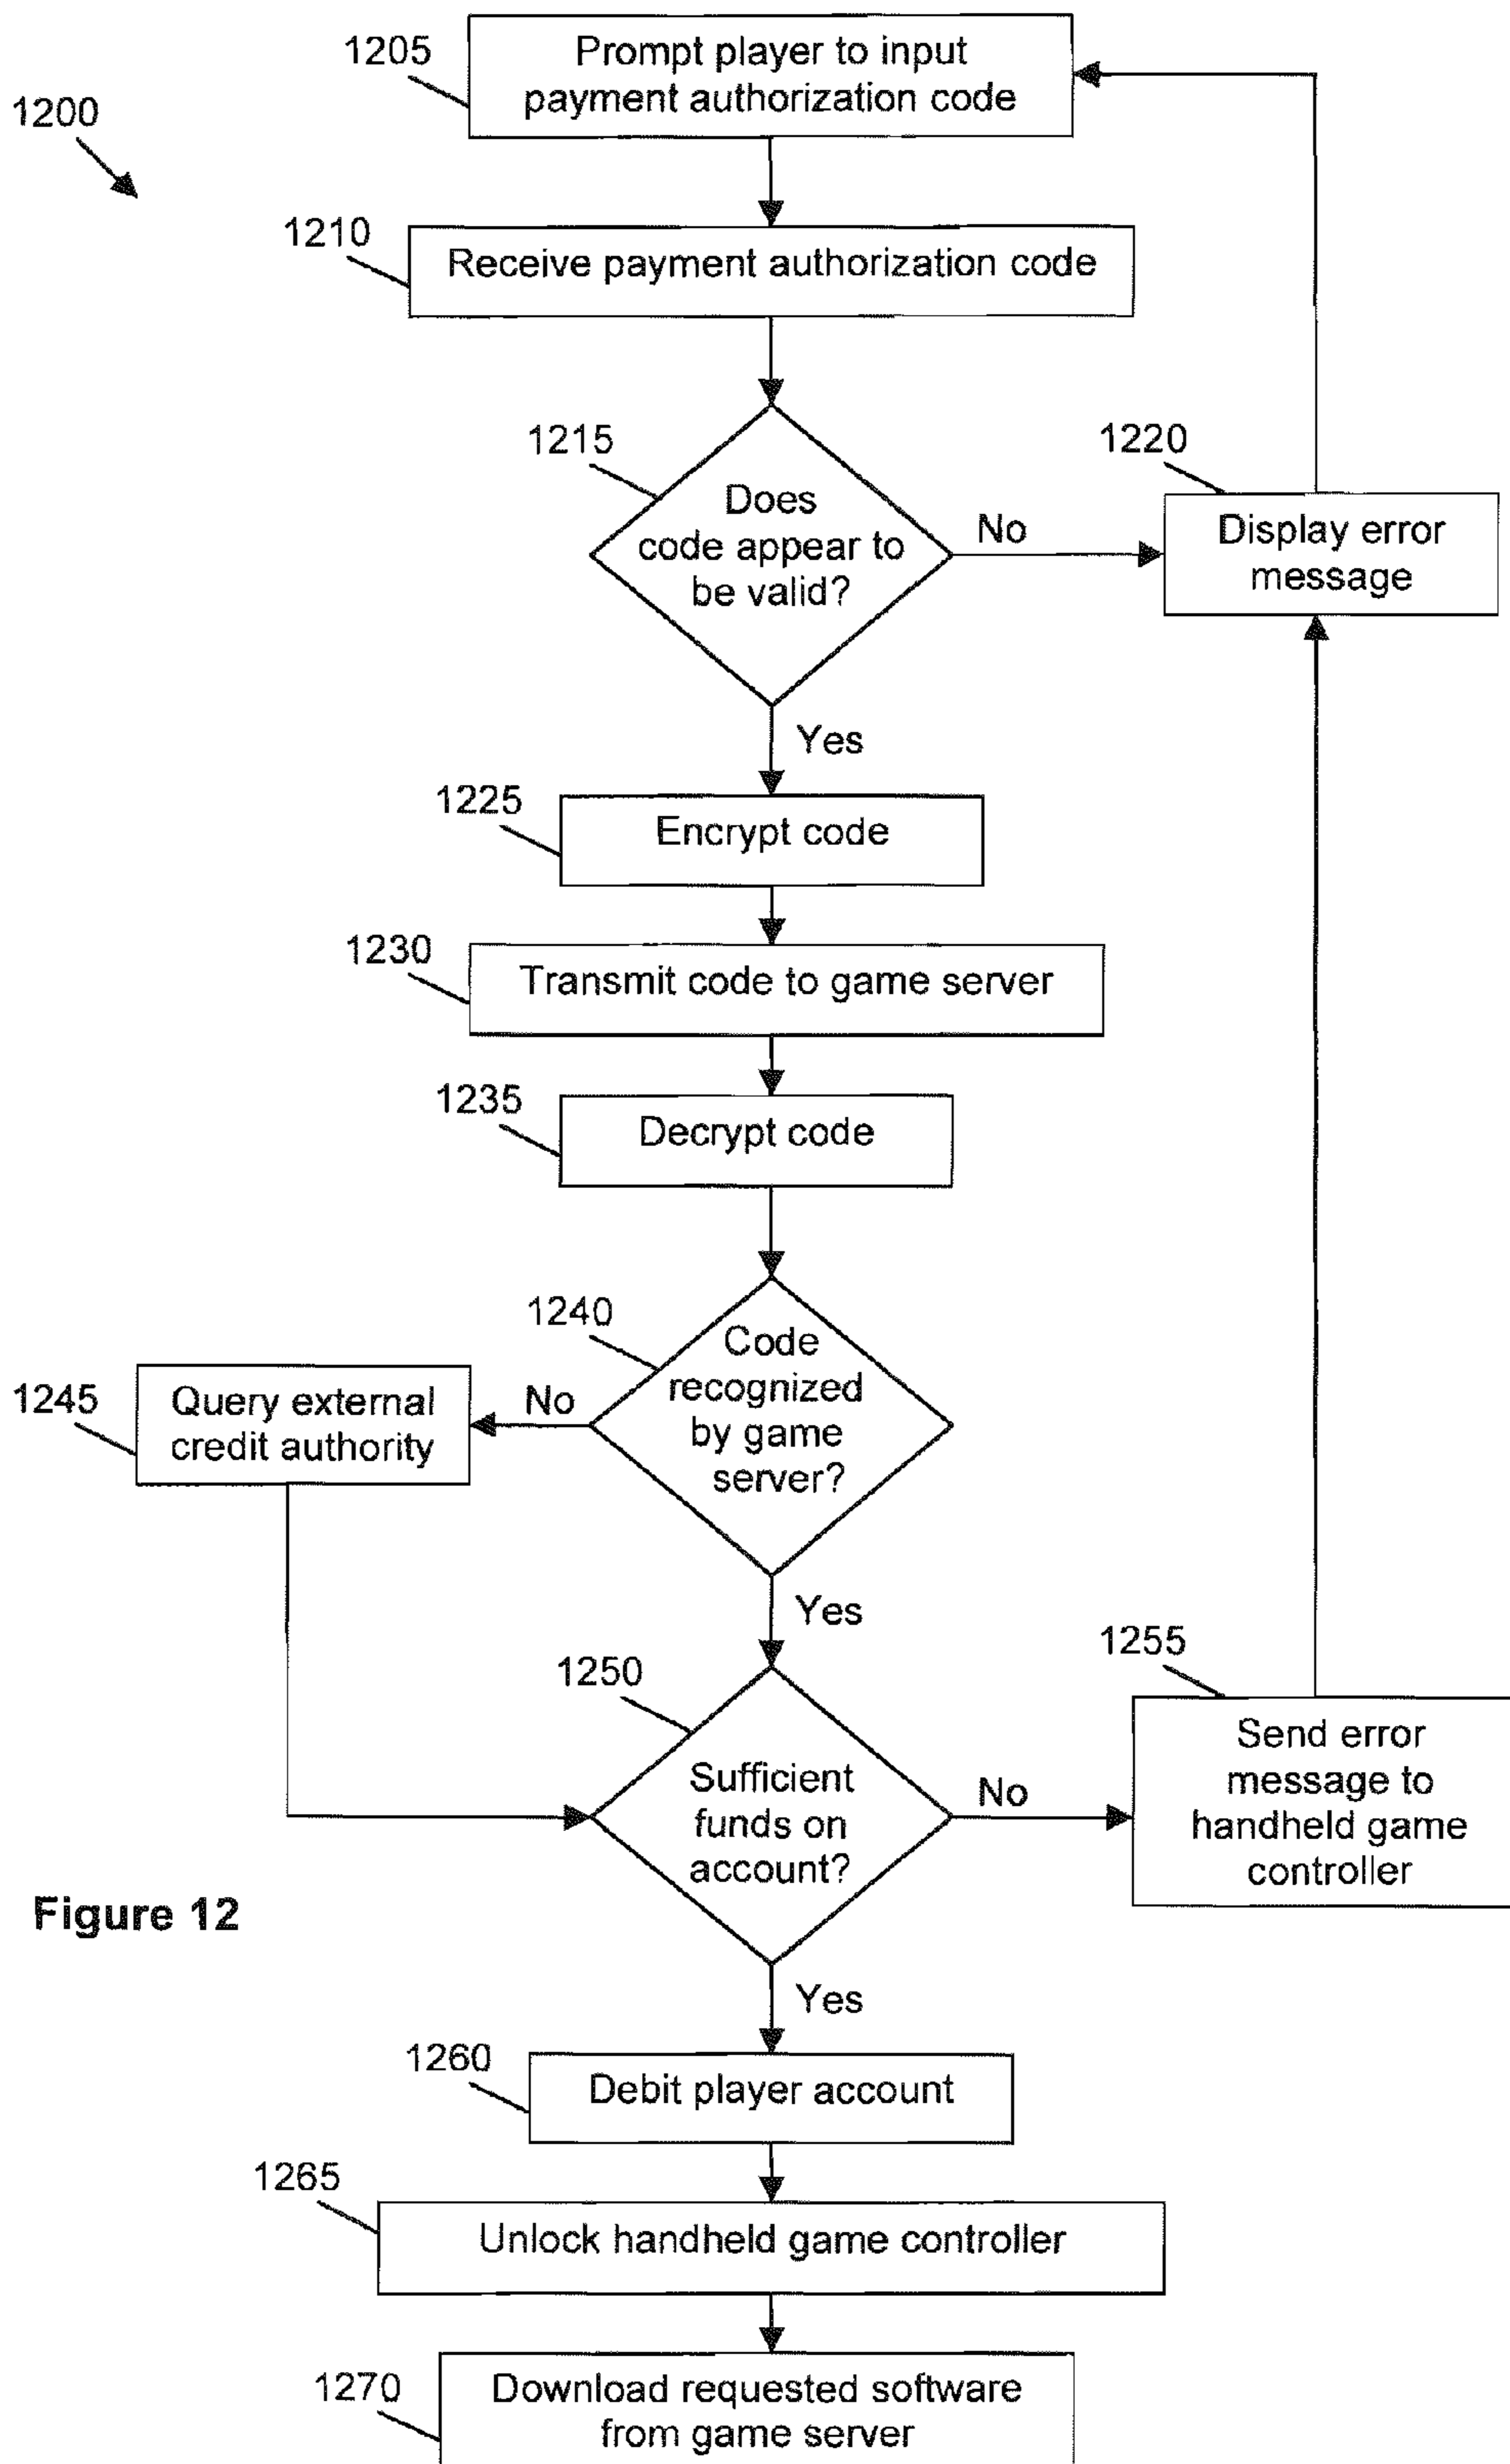 1200
1205
Prompt player to input
payment authorization code
1210
Receive payment authorization code
1215
Does
code appear to
be valid?
No
1220
Display error
message
Yes
1225
Encrypt code
1230
Transmit code to game server
1235
Decrypt code
1240
Code
recognized
by game
server?
No
1245
Query external
credit authority
Yes
1250
Sufficient
funds on
account?
No
1255
Send error
message to
handheld game
controller
Figure 12
Yes
1260
Debit player account
1265
Unlock handheld game controller
1270
Download requested software
from game server